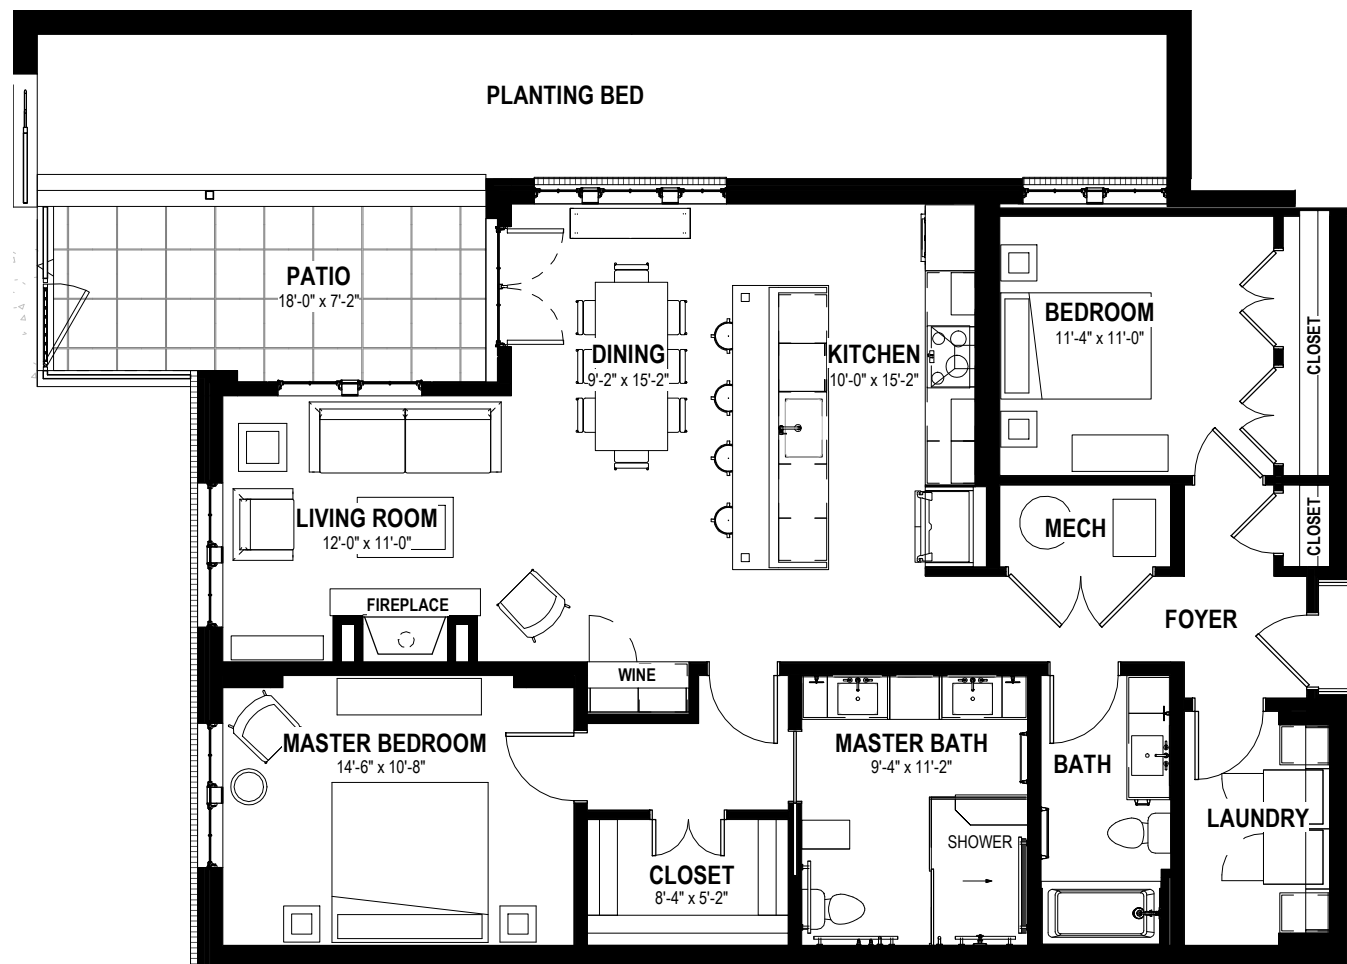 PLANTING BED
PATIO
18'-0" x 7'-2"
DINING
9'-2" x 15'-2"
KITCHEN
10'-0" x 15'-2"
BEDROOM
11'-4" x 11'-0"
CLOSET
LIVING ROOM
12'-0" x 11'-0"
MECH
CLOSET
FIREPLACE
FOYER
WINE
MASTER BEDROOM
14'-6" x 10'-8"
MASTER BATH
9'-4" x 11'-2"
BATH
LAUNDRY
SHOWER
CLOSET
8'-4" x 5'-2"